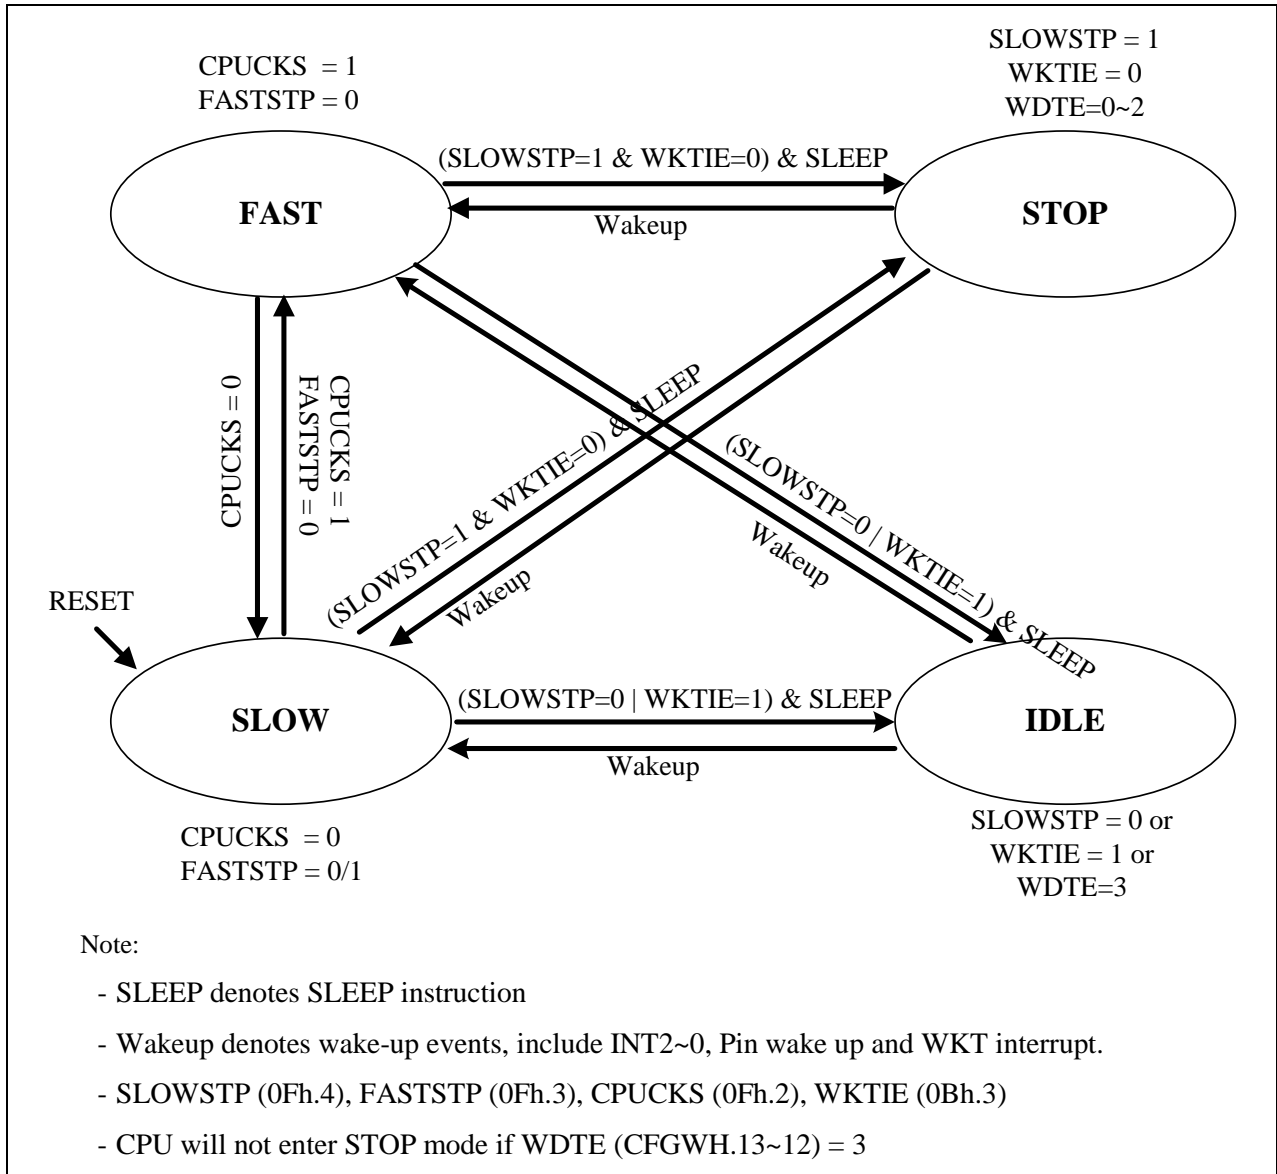 CPUCKS = 1
FASTSTP = 0
SLOWSTP = 1
WKTIE = 0
WDTE=0~2
(SLOWSTP=1 & WKTIE=0) & SLEEP
FAST
STOP
Wakeup
CPUCKS = 0
CPUCKS = 1
FASTSTP = 0
(SLOWSTP=1 & WKTIE=0) & SLEEP
Wakeup
(SLOWSTP=0 | WKTIE=1) & SLEEP
Wakeup
RESET
(SLOWSTP=0 | WKTIE=1) & SLEEP
SLOW
IDLE
Wakeup
CPUCKS = 0
FASTSTP = 0/1
SLOWSTP = 0 or
WKTIE = 1 or
WDTE=3
Note:
- SLEEP denotes SLEEP instruction
- Wakeup denotes wake-up events, include INT2~0, Pin wake up and WKT interrupt.
- SLOWSTP (0Fh.4), FASTSTP (0Fh.3), CPUCKS (0Fh.2), WKTIE (0Bh.3)
- CPU will not enter STOP mode if WDTE (CFGWH.13~12) = 3